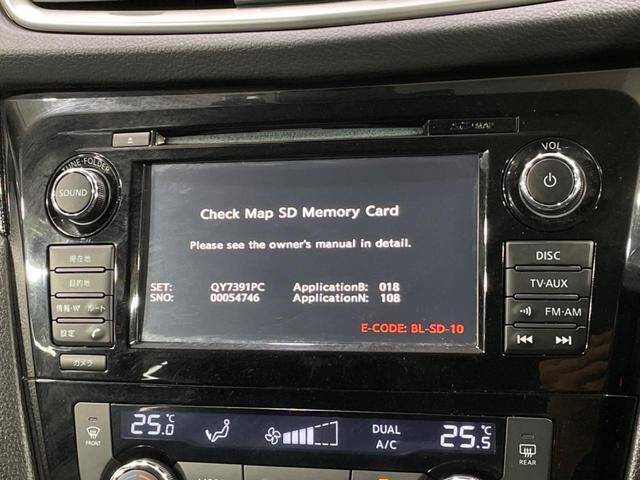 MAP
TUNE·FOLDER
SOUND
VOL
Check Map SD Memory Card
Please see the owner's manual in detail.
SET: QY7391PC ApplicationB: 018
SNO: 00054746 ApplicationN: 108
E-CODE: BL-SD-10
現在地
目的地
情報・W ルート
設定
カメラ
DISC
TV·AUX
FM·AM
25.0 °C
DUAL
A/C
25.5 °C
FRONT
REAR